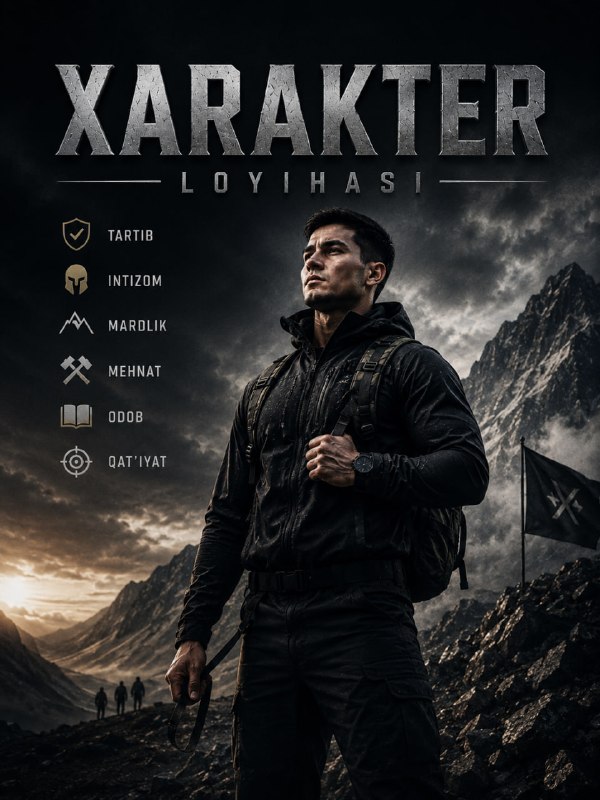 XARAKTER
LOYIHASI
TARTIB
INTIZOM
MARDLIK
MEHNAT
ODOB
QAT'IYAT